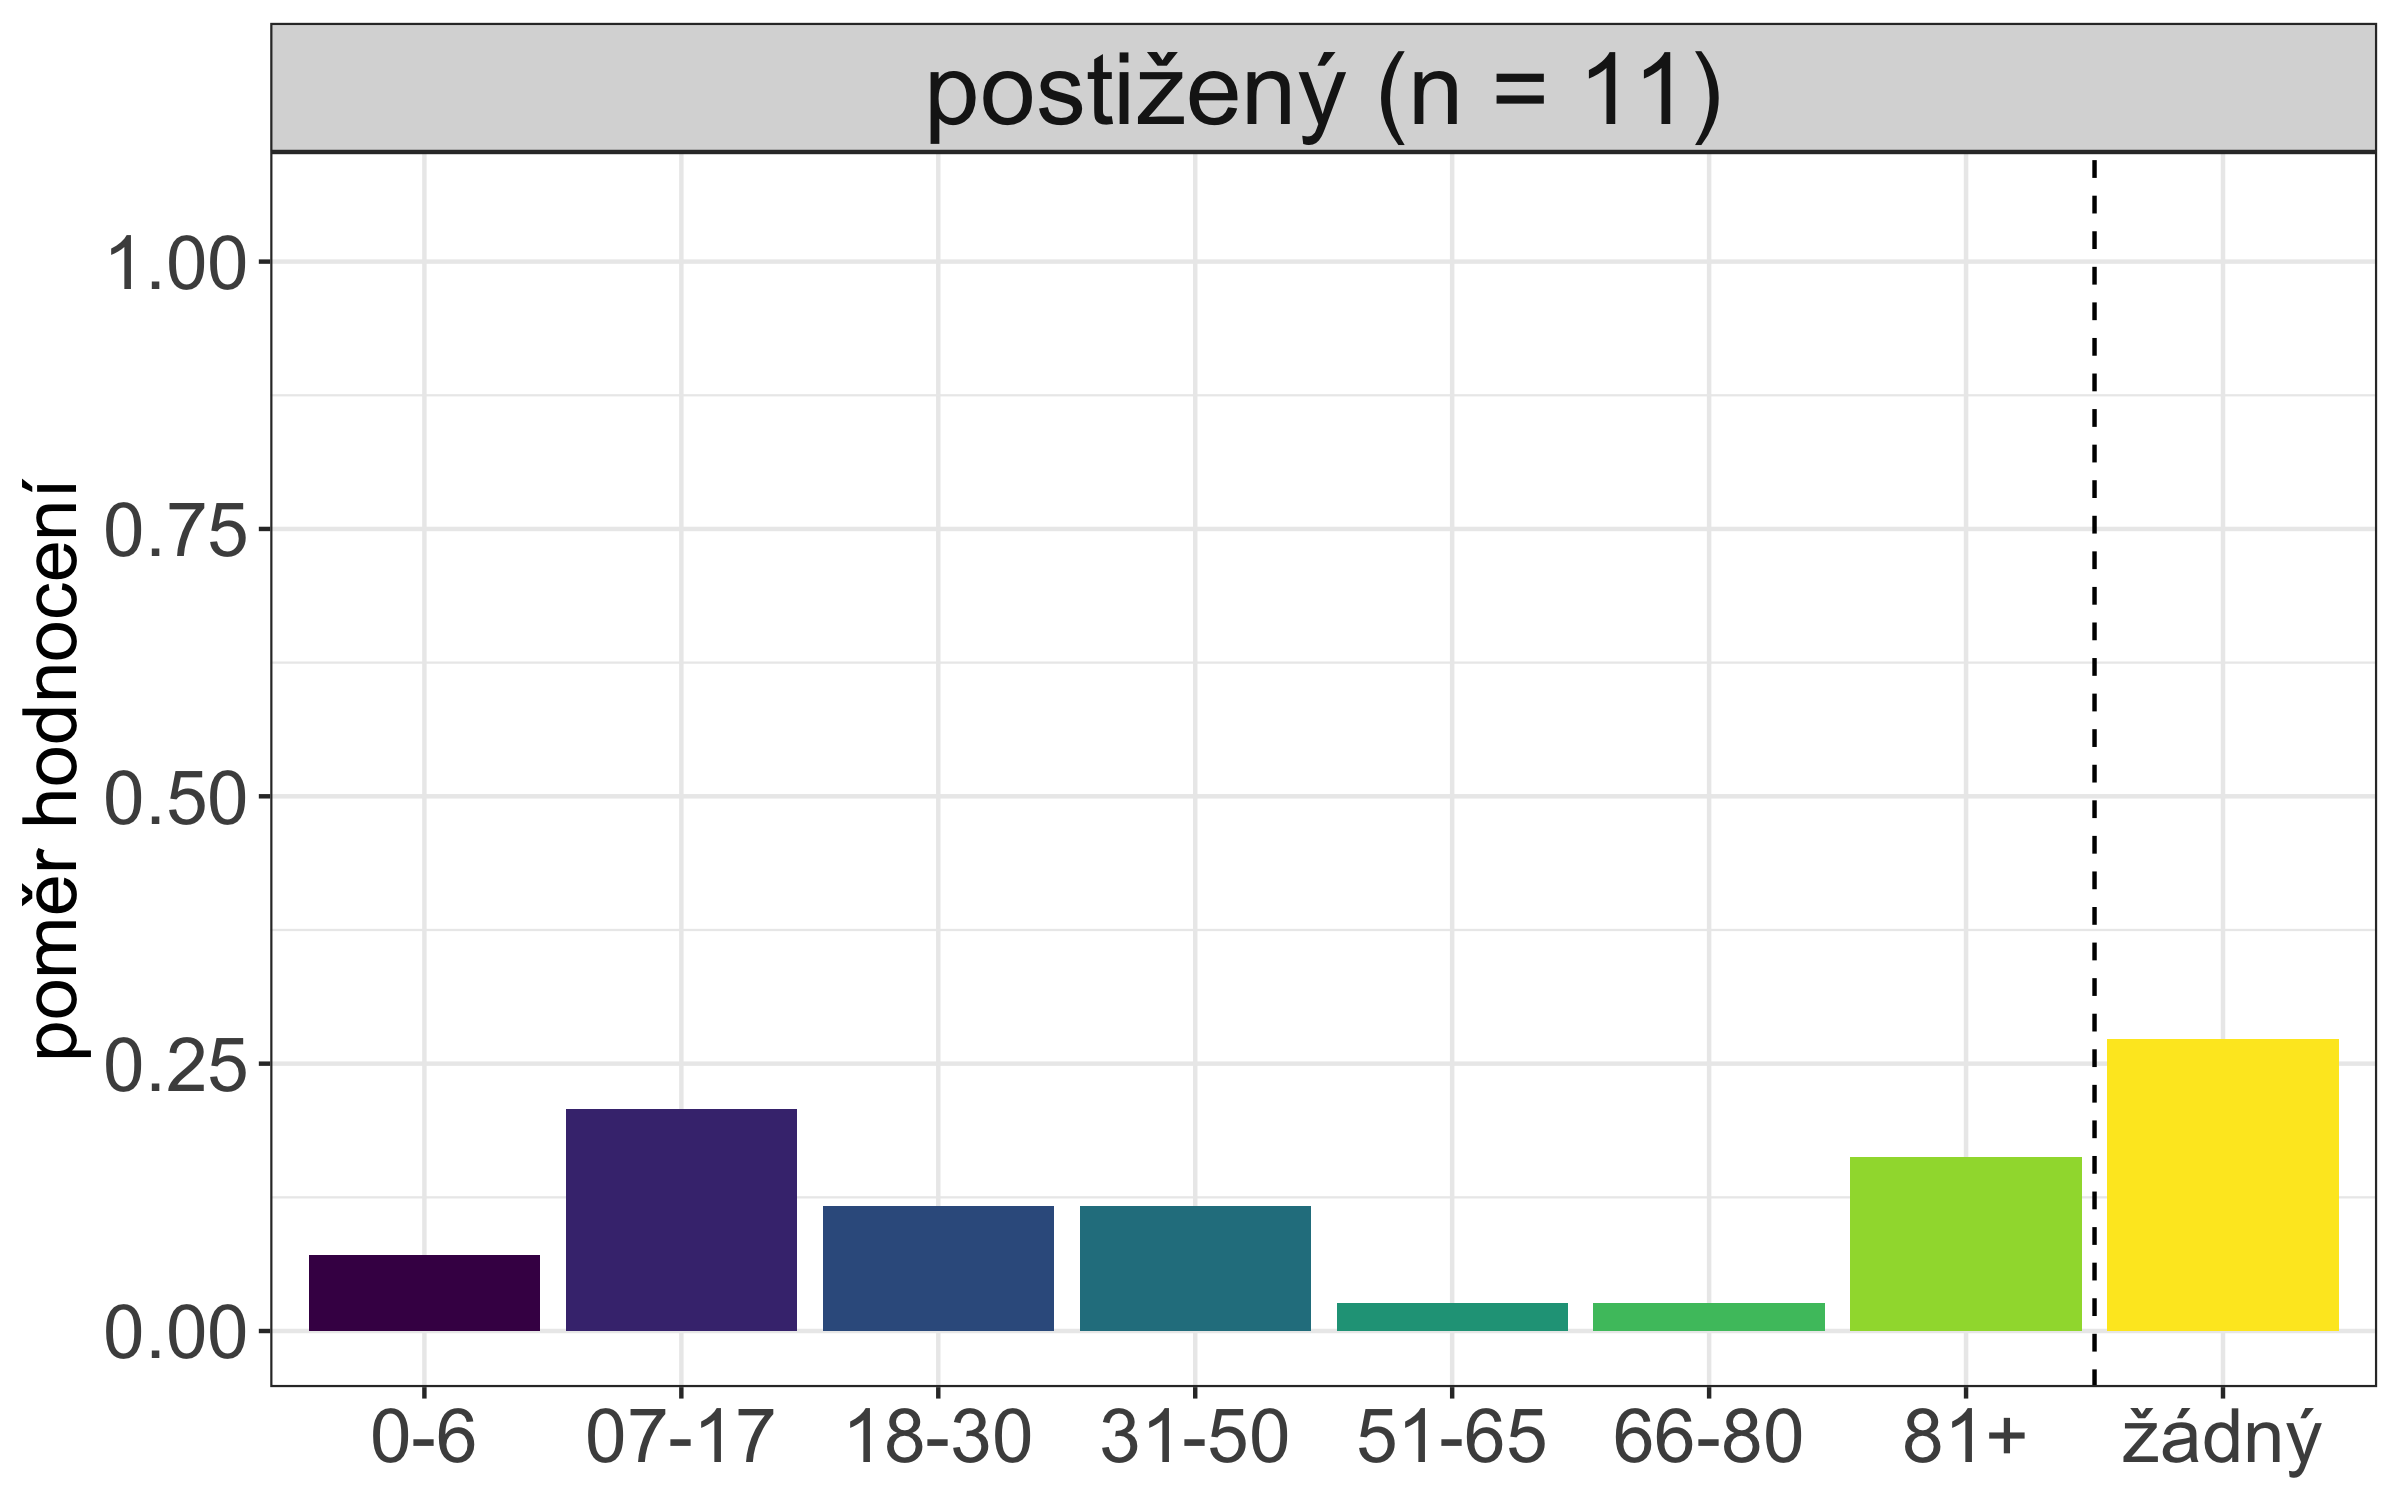 postižený (n = 11)
poměr hodnocení
1.00
0.75
0.50
0.25
0.00
0-6 07-17 18-30 31-50 51-65 66-80 81+ žádný